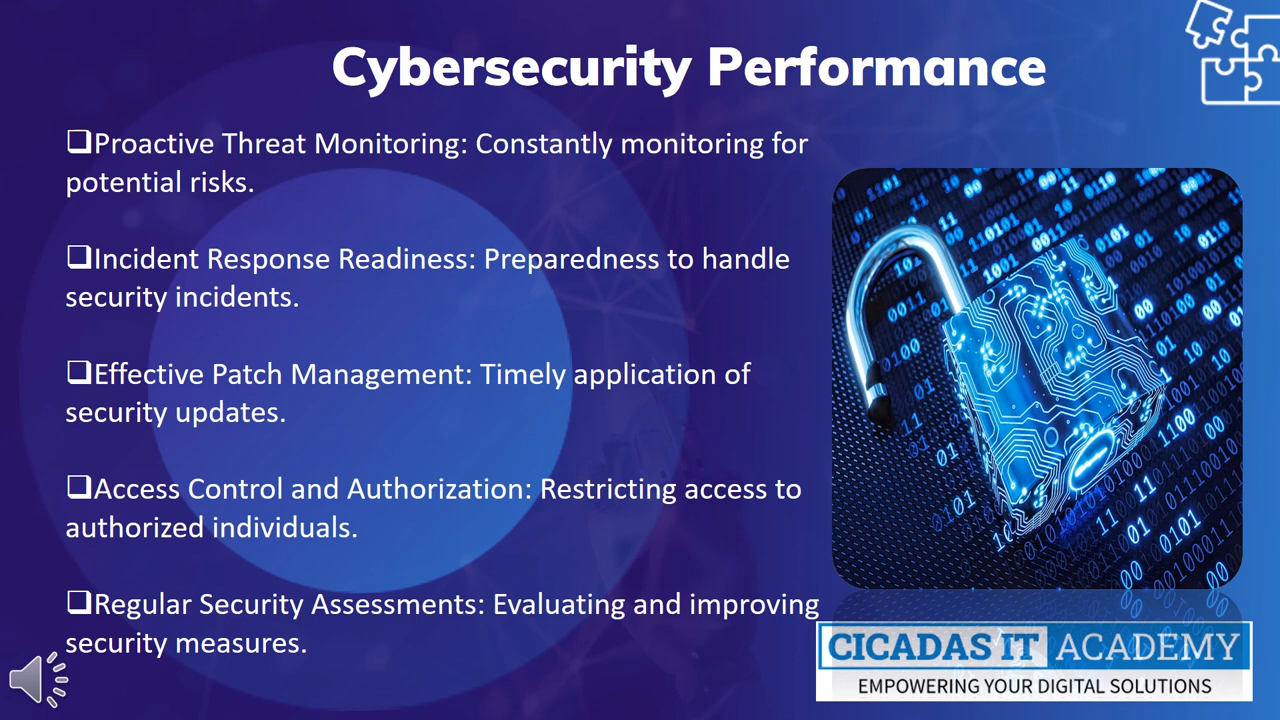 Cybersecurity Performance
❑Proactive Threat Monitoring: Constantly monitoring for
potential risks.
❑Incident Response Readiness: Preparedness to handle
security incidents.
❑Effective Patch Management: Timely application of
security updates.
❑Access Control and Authorization: Restricting access to
authorized individuals.
❑Regular Security Assessments: Evaluating and improving
security measures.
CICADAS IT ACADEMY
EMPOWERING YOUR DIGITAL SOLUTIONS